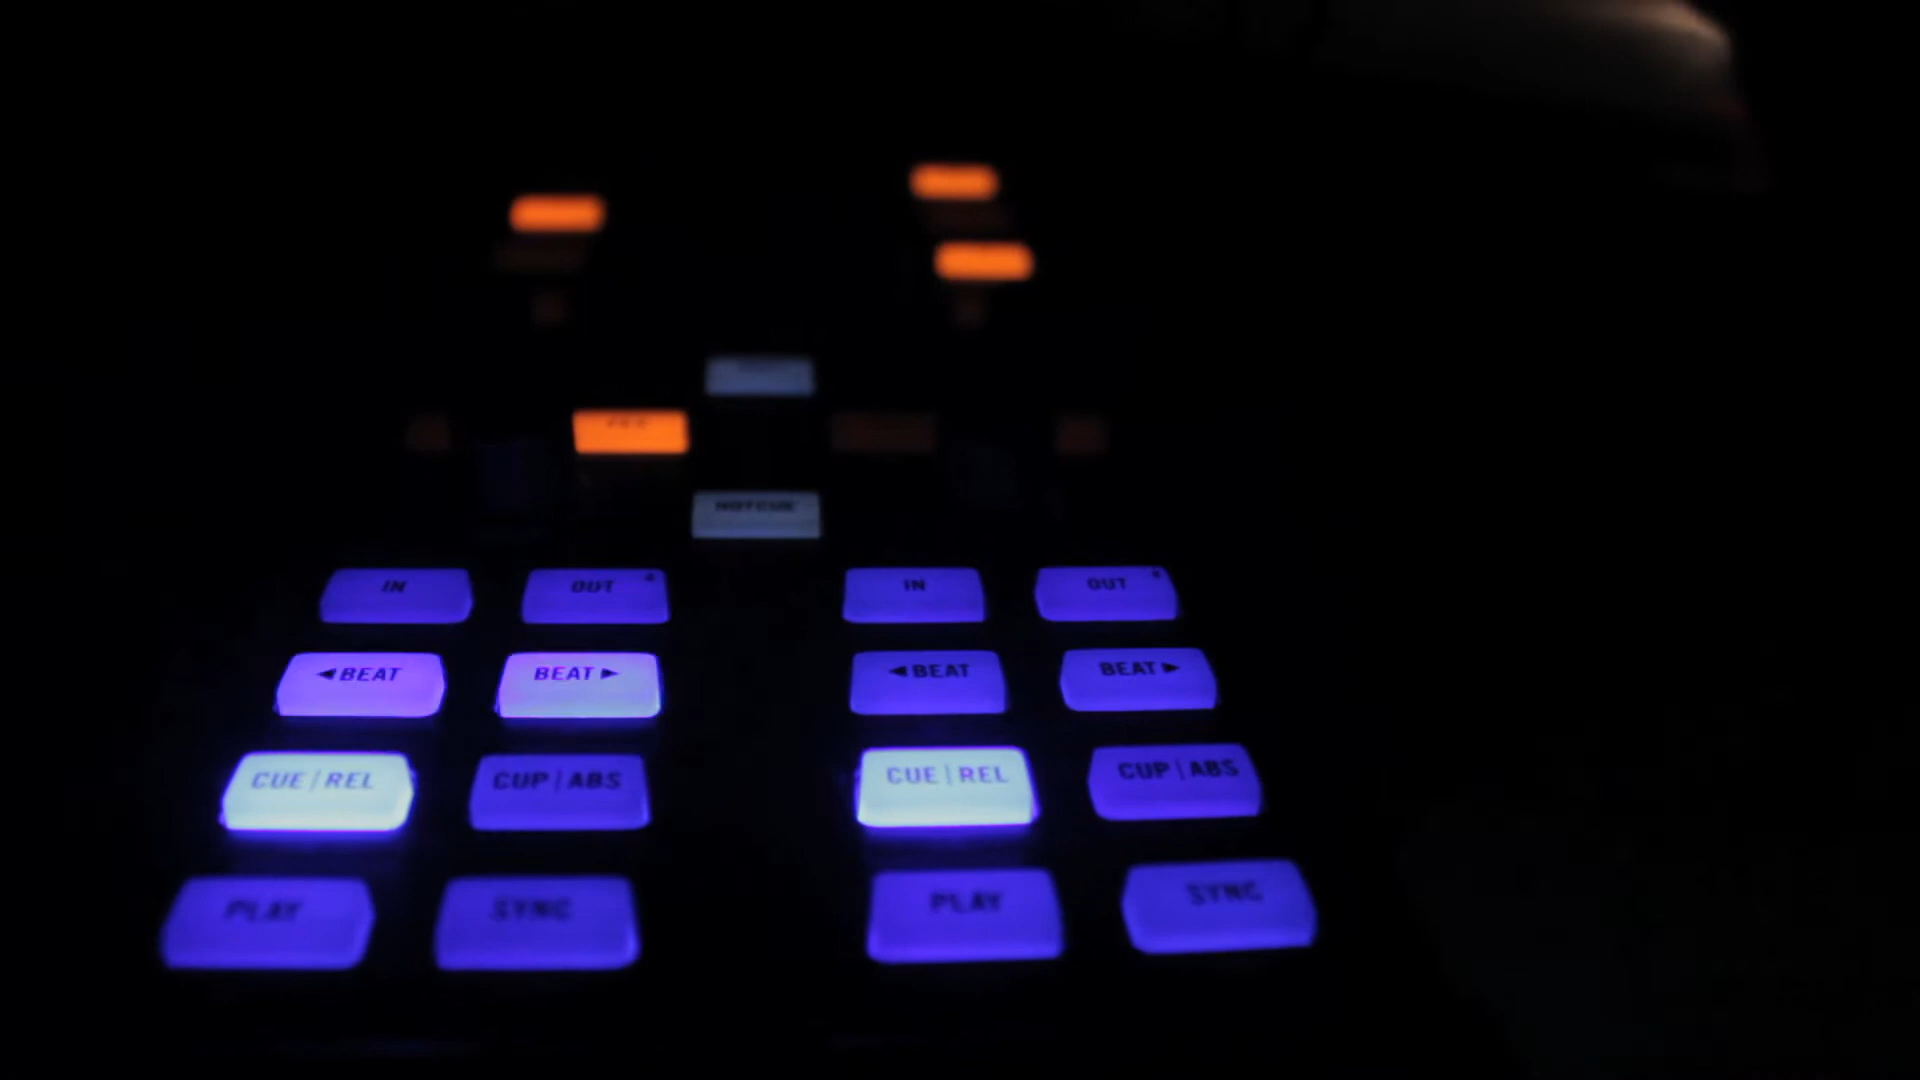 HOTCUE
IN OUT IN OUT
◀BEAT BEAT▶ ◀BEAT BEAT▶
CUE|REL CUP|ABS CUE|REL CUP|ABS
PLAY SYNC PLAY SYNC